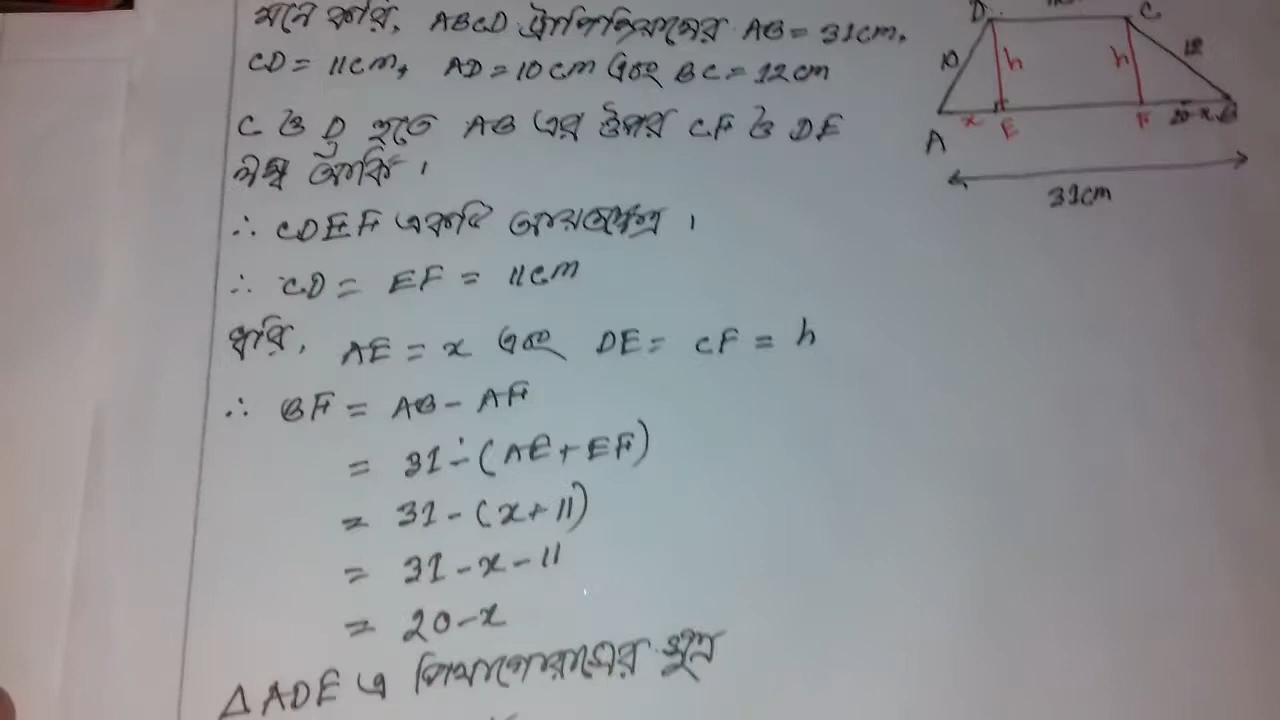 মনে করি, ABCD ট্রাপিজিয়ামের AB = 31cm,
CD = 11cm, AD = 10cm এবং BC = 12cm
C ও D হতে AB এর উপর CF ও DE
লম্ব আঁকি।
∴ CDEF একটি আয়তক্ষেত্র।
∴ CD = EF = 11cm
ধরি, AE = x এবং DE = CF = h
∴ BF = AB - AF
= 31 - (AE + EF)
= 31 - (x + 11)
= 31 - x - 11
= 20 - x
△ADE এ পিথাগোরাসের সূত্র
D C
10 h h 12
A x E F 20-x B
31cm